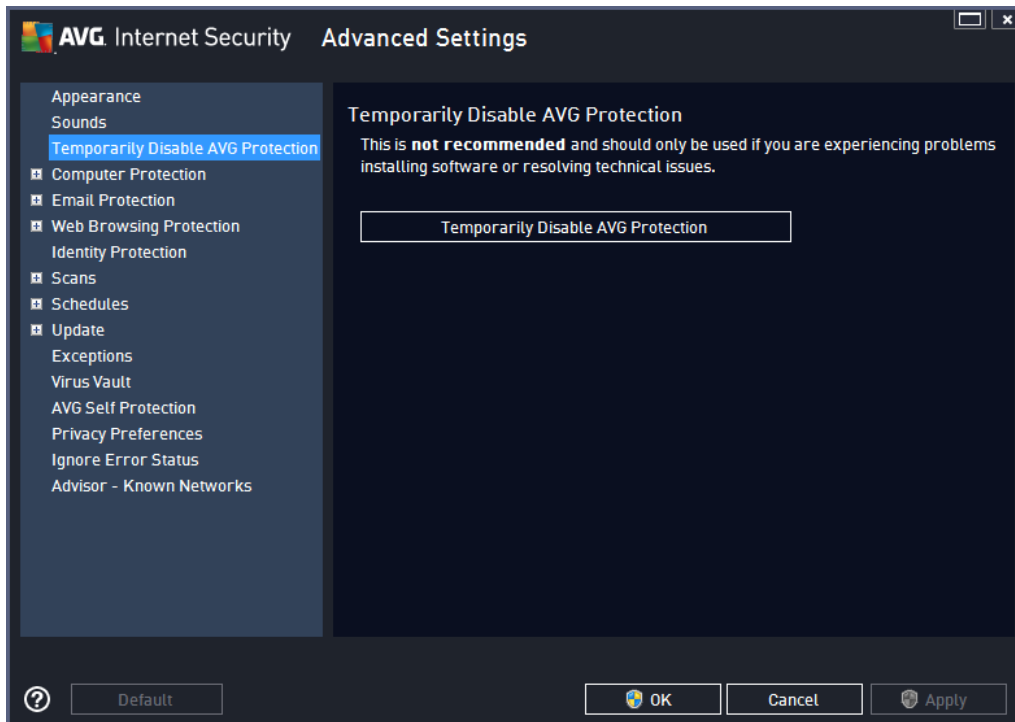 AVG. Internet Security Advanced Settings
Appearance
Sounds
Temporarily Disable AVG Protection
Computer Protection
Email Protection
Web Browsing Protection
Identity Protection
Scans
Schedules
Update
Exceptions
Virus Vault
AVG Self Protection
Privacy Preferences
Ignore Error Status
Advisor - Known Networks
Temporarily Disable AVG Protection
This is not recommended and should only be used if you are experiencing problems
installing software or resolving technical issues.
Temporarily Disable AVG Protection
Default
OK
Cancel
Apply